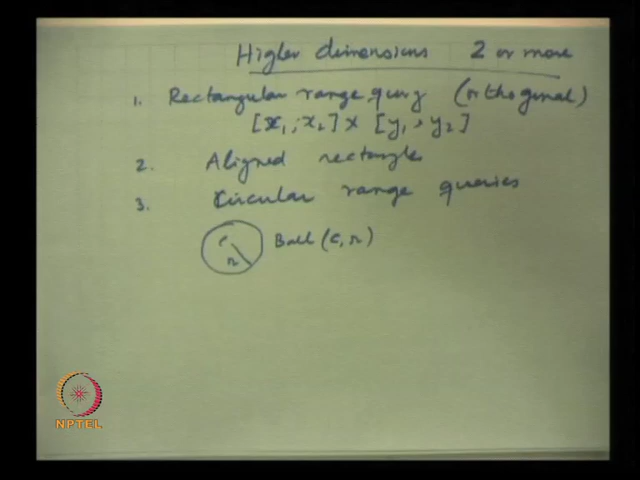 Higher dimensions 2 or more
1. Rectangular range query (orthogonal)
[x1, x2] × [y1, y2]
2. Aligned rectangles
3. Circular range queries
c
r
Ball (c, r)
NPTEL